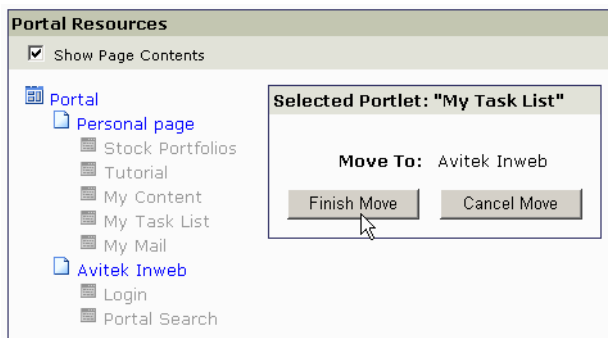 Portal Resources
Show Page Contents
Portal
Personal page
Stock Portfolios
Tutorial
My Content
My Task List
My Mail
Avitek Inweb
Login
Portal Search
Selected Portlet: "My Task List"
Move To: Avitek Inweb
Finish Move Cancel Move